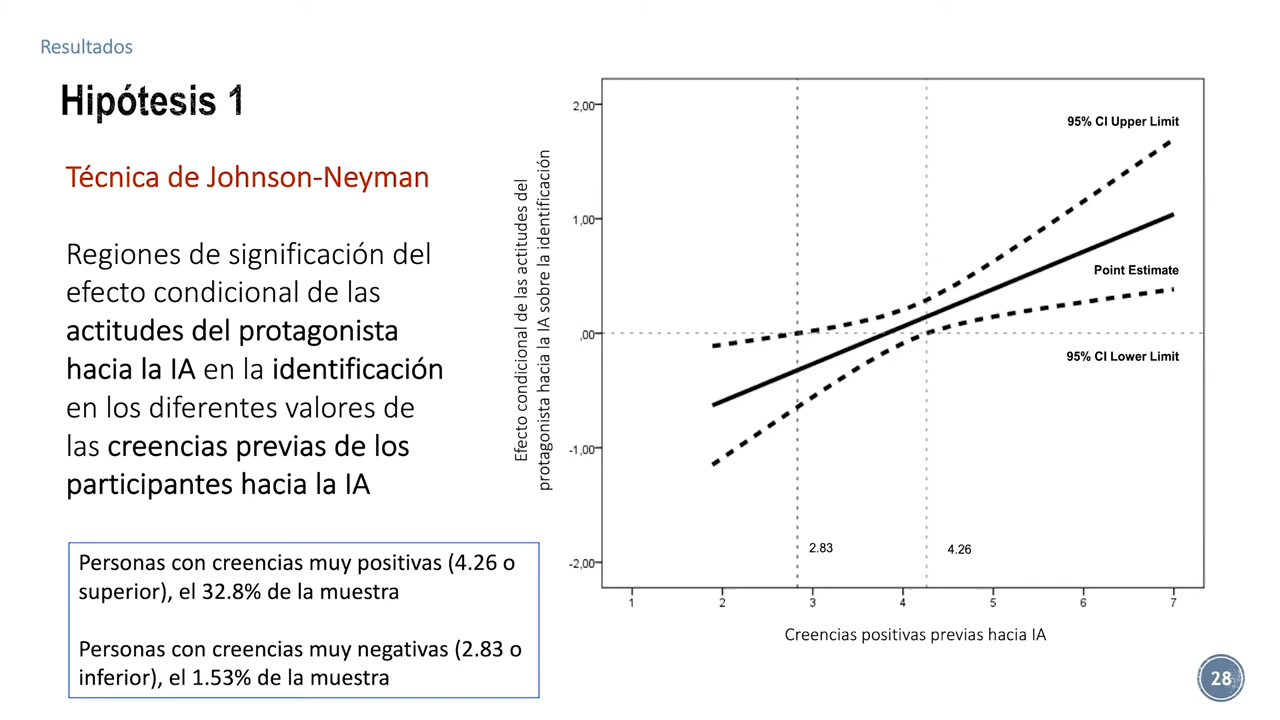 Resultados
Hipótesis 1
Técnica de Johnson-Neyman
Regiones de significación del
efecto condicional de las
actitudes del protagonista
hacia la IA en la identificación
en los diferentes valores de
las creencias previas de los
participantes hacia la IA
Personas con creencias muy positivas (4.26 o
superior), el 32.8% de la muestra
Personas con creencias muy negativas (2.83 o
inferior), el 1.53% de la muestra
Efecto condicional de las actitudes del
protagonista hacia la IA sobre la identificación
2,00
1,00
,00
-1,00
-2,00
95% CI Upper Limit
Point Estimate
95% CI Lower Limit
2.83
4.26
1 2 3 4 5 6 7
Creencias positivas previas hacia IA
28